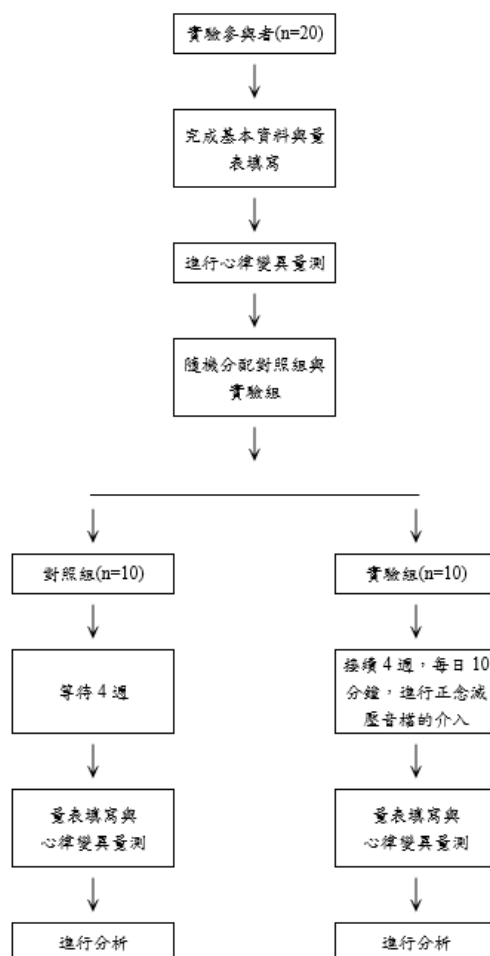 實驗參與者(n=20)
完成基本資料與量
表填寫
進行心律變異量測
隨機分配對照組與
實驗組
對照組(n=10)
等待 4 週
量表填寫與
心律變異量測
進行分析
實驗組(n=10)
接續 4 週，每日 10
分鐘，進行正念減
壓音檔的介入
量表填寫與
心律變異量測
進行分析